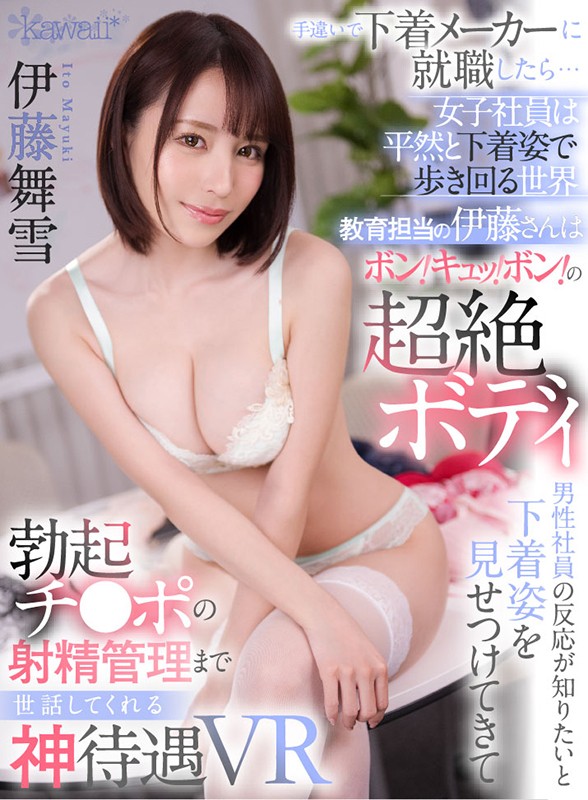 kawaii*
伊藤舞雪
Ito Mayuki
手違いで下着メーカーに
就職したら…
女子社員は
平然と下着姿で
歩き回る世界
教育担当の伊藤さんは
ボン!キュッ!ボン!の
超絶
ボディ
男性社員の反応が知りたいと
下着姿を
見せつけてきて
勃起
チ●ポの
射精管理まで
世話してくれる
神待遇VR